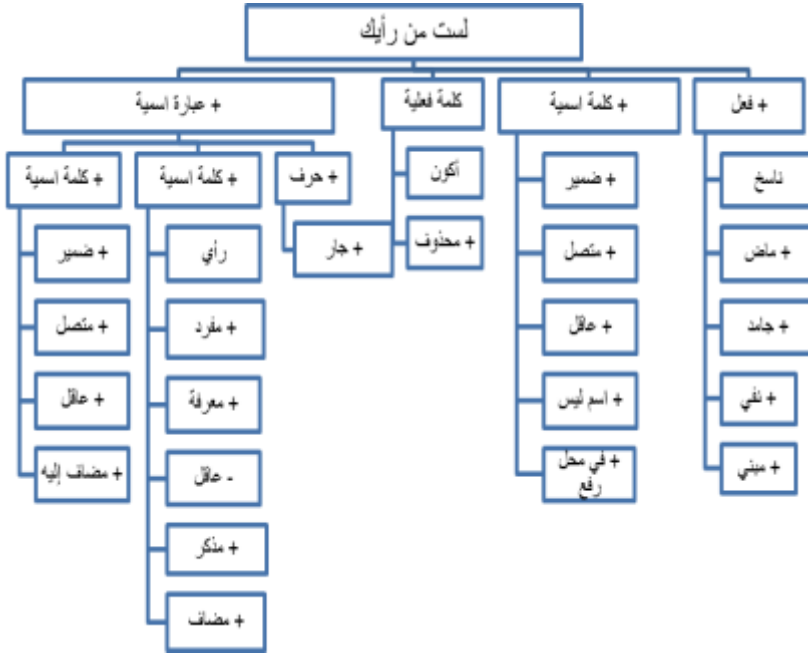 لست من رأيك
+ فعل
ناسخ
+ ماض
+ جامد
+ نفي
+ مبني
+ كلمة اسمية
+ ضمير
+ متصل
+ عاقل
+ اسم ليس
+ في محل
رفع
كلمة فعلية
أكون
+ محذوف
+ عبارة اسمية
+ حرف
+ جار
+ كلمة اسمية
رأي
+ مفرد
+ معرفة
- عاقل
+ مذكر
+ مضاف
+ كلمة اسمية
+ ضمير
+ متصل
+ عاقل
+ مضاف إليه